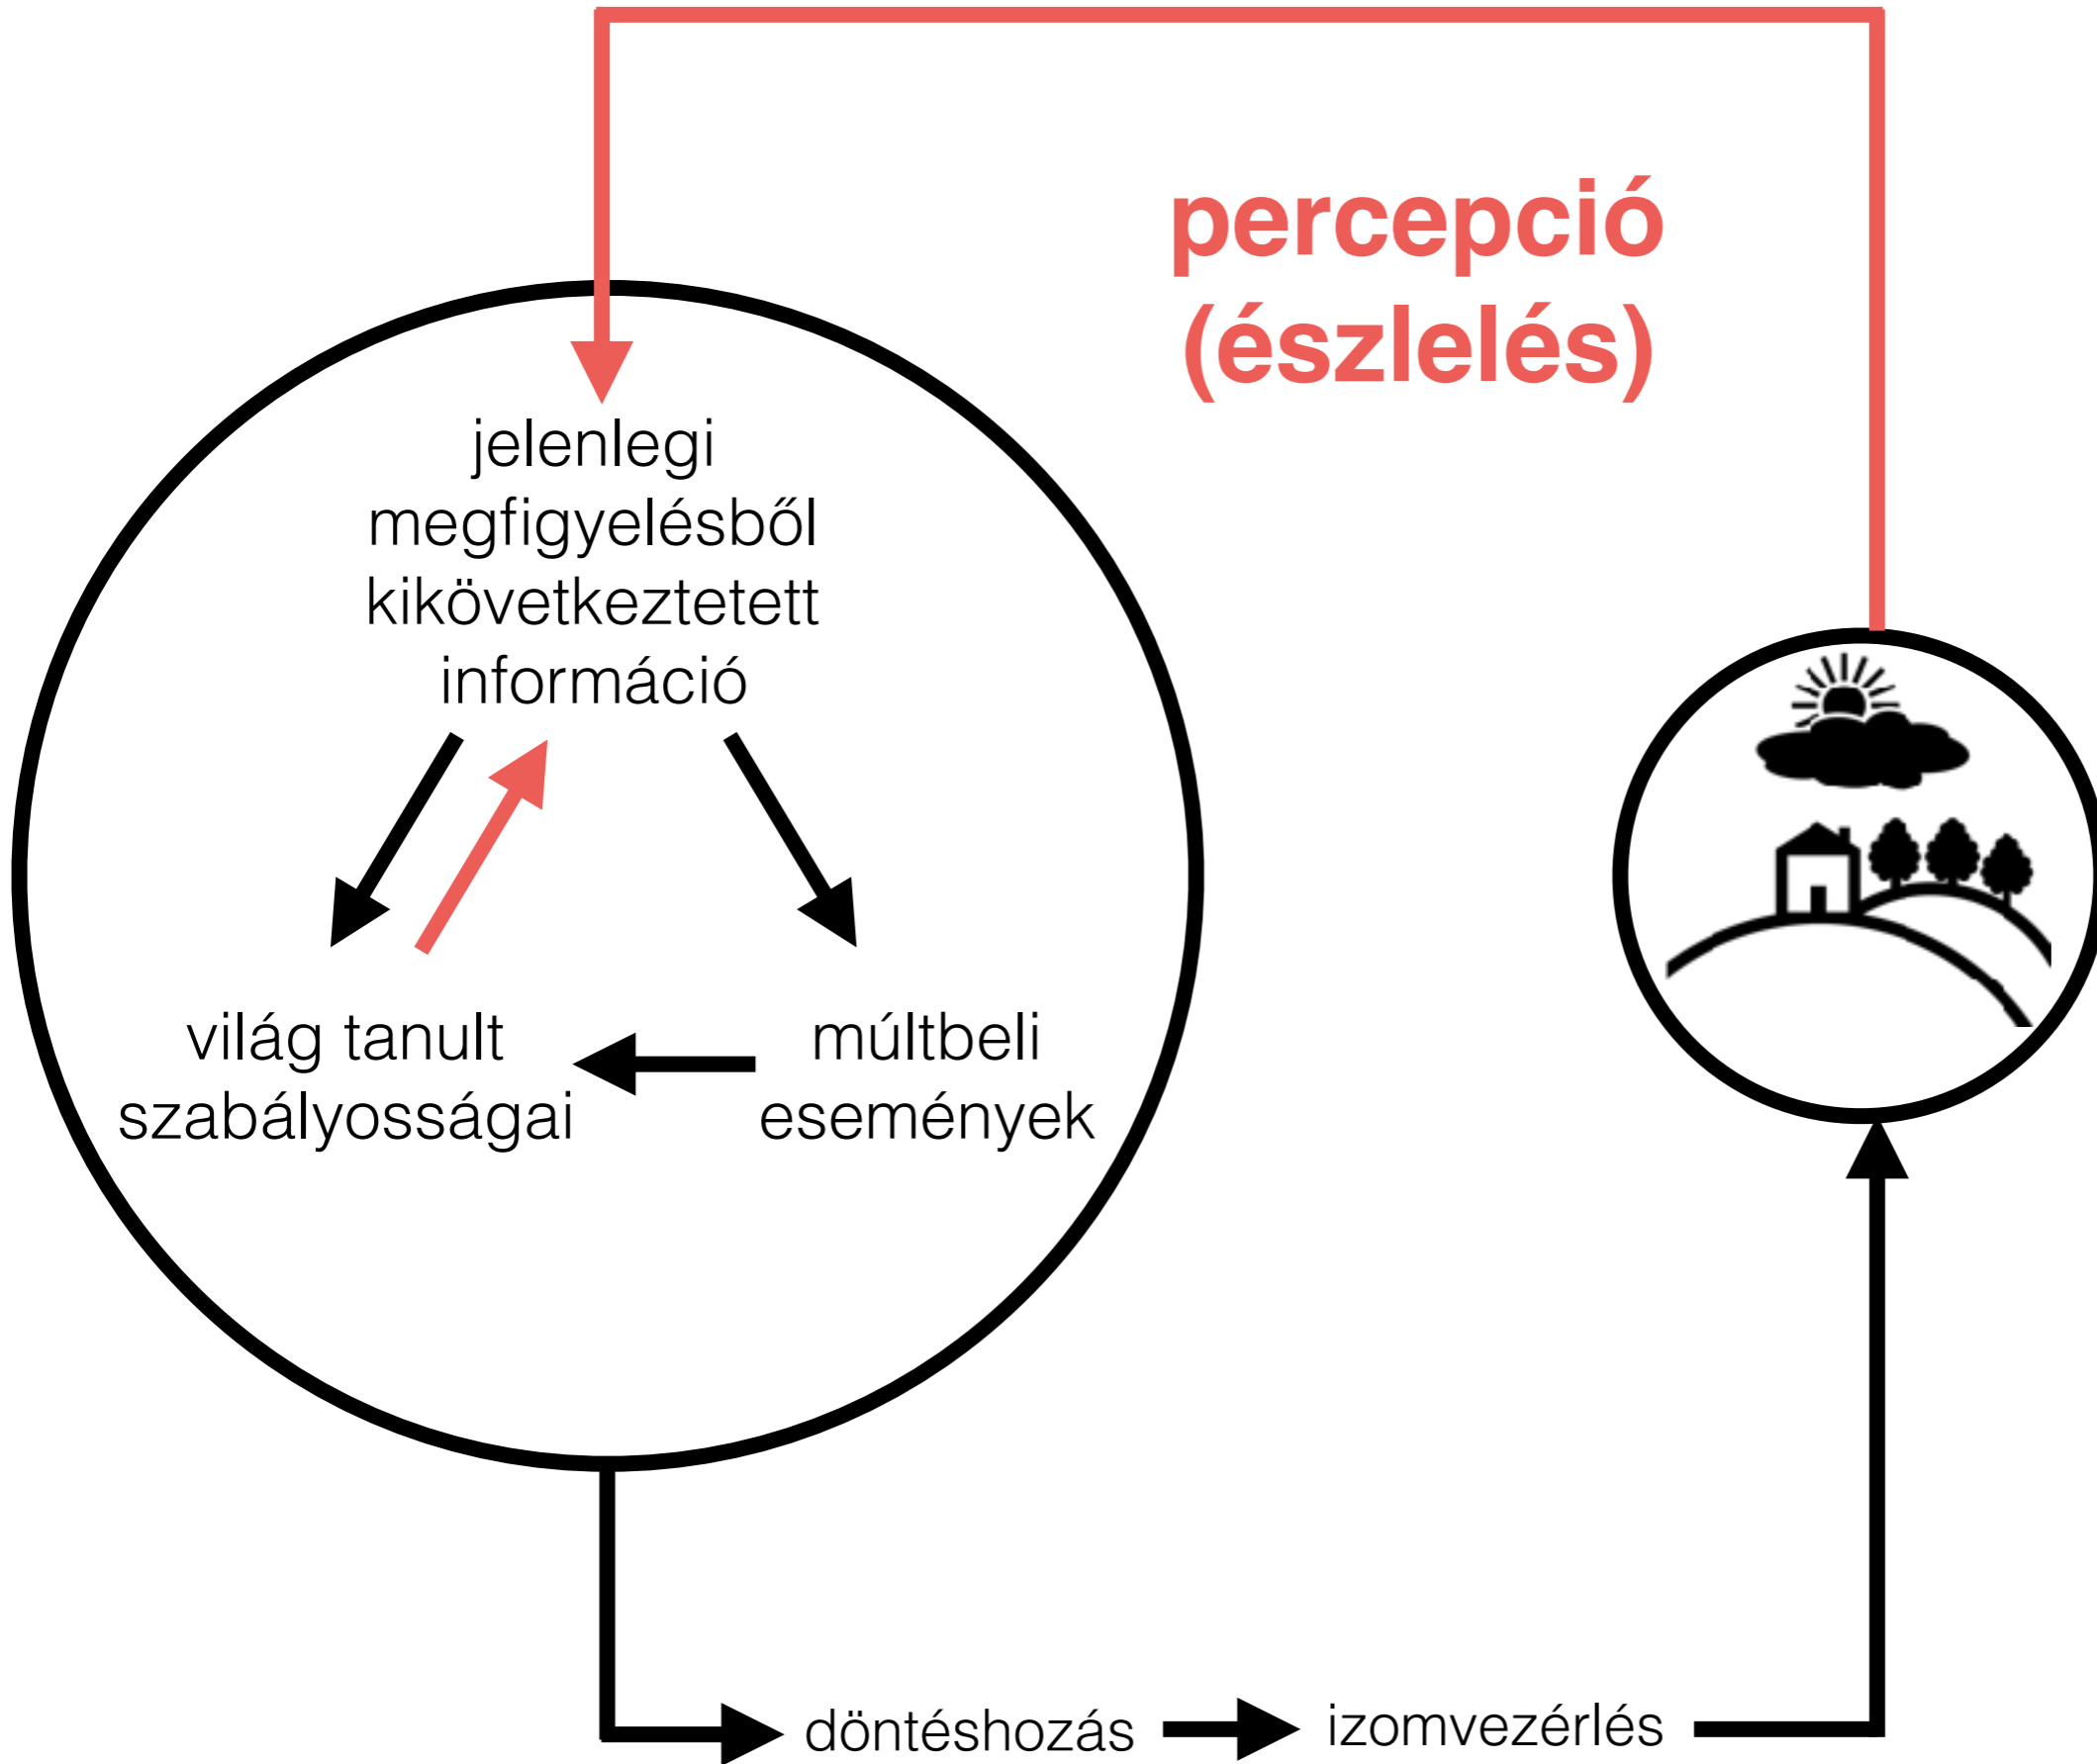 percepció
(észlelés)
jelenlegi
megfigyelésből
kikövetkeztetett
információ
világ tanult
szabályosságai
múltbeli
események
döntéshozás
izomvezérlés